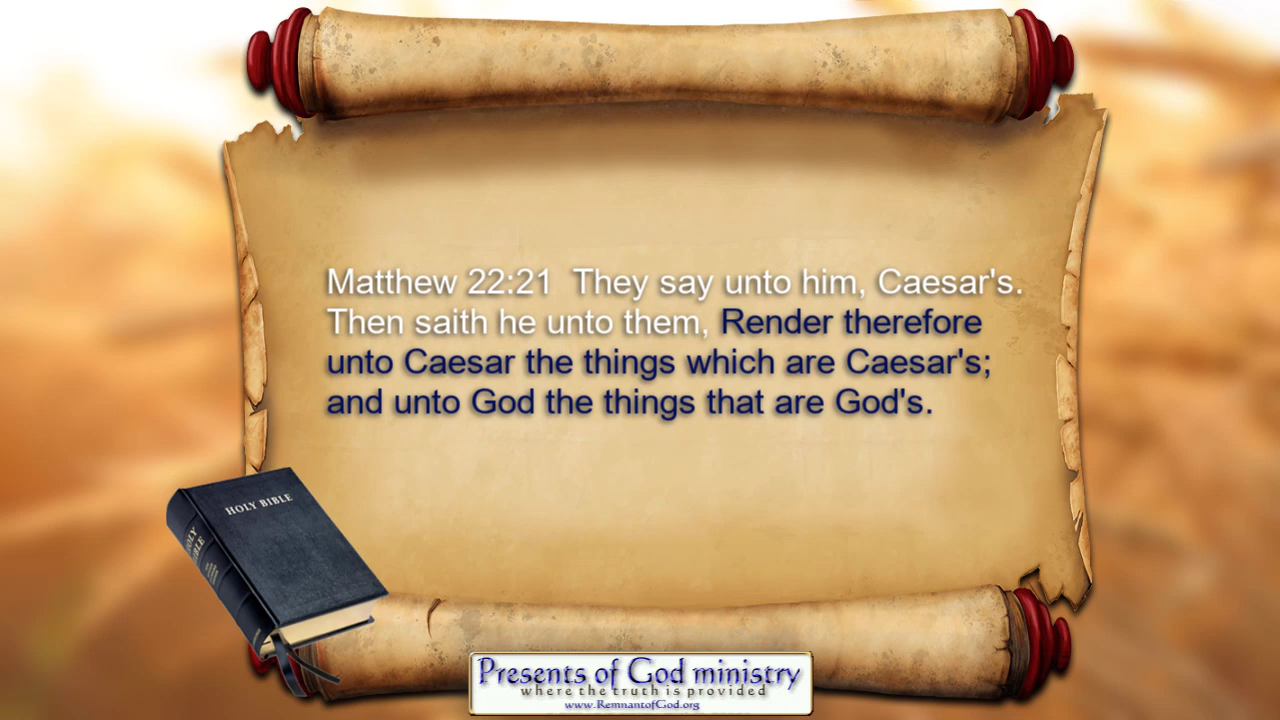 Matthew 22:21  They say unto him, Caesar's.
Then saith he unto them, Render therefore
unto Caesar the things which are Caesar's;
and unto God the things that are God's.
HOLY BIBLE
HOLY
BIBLE
Presents of God ministry
where the truth is provided
www.RemnantofGod.org